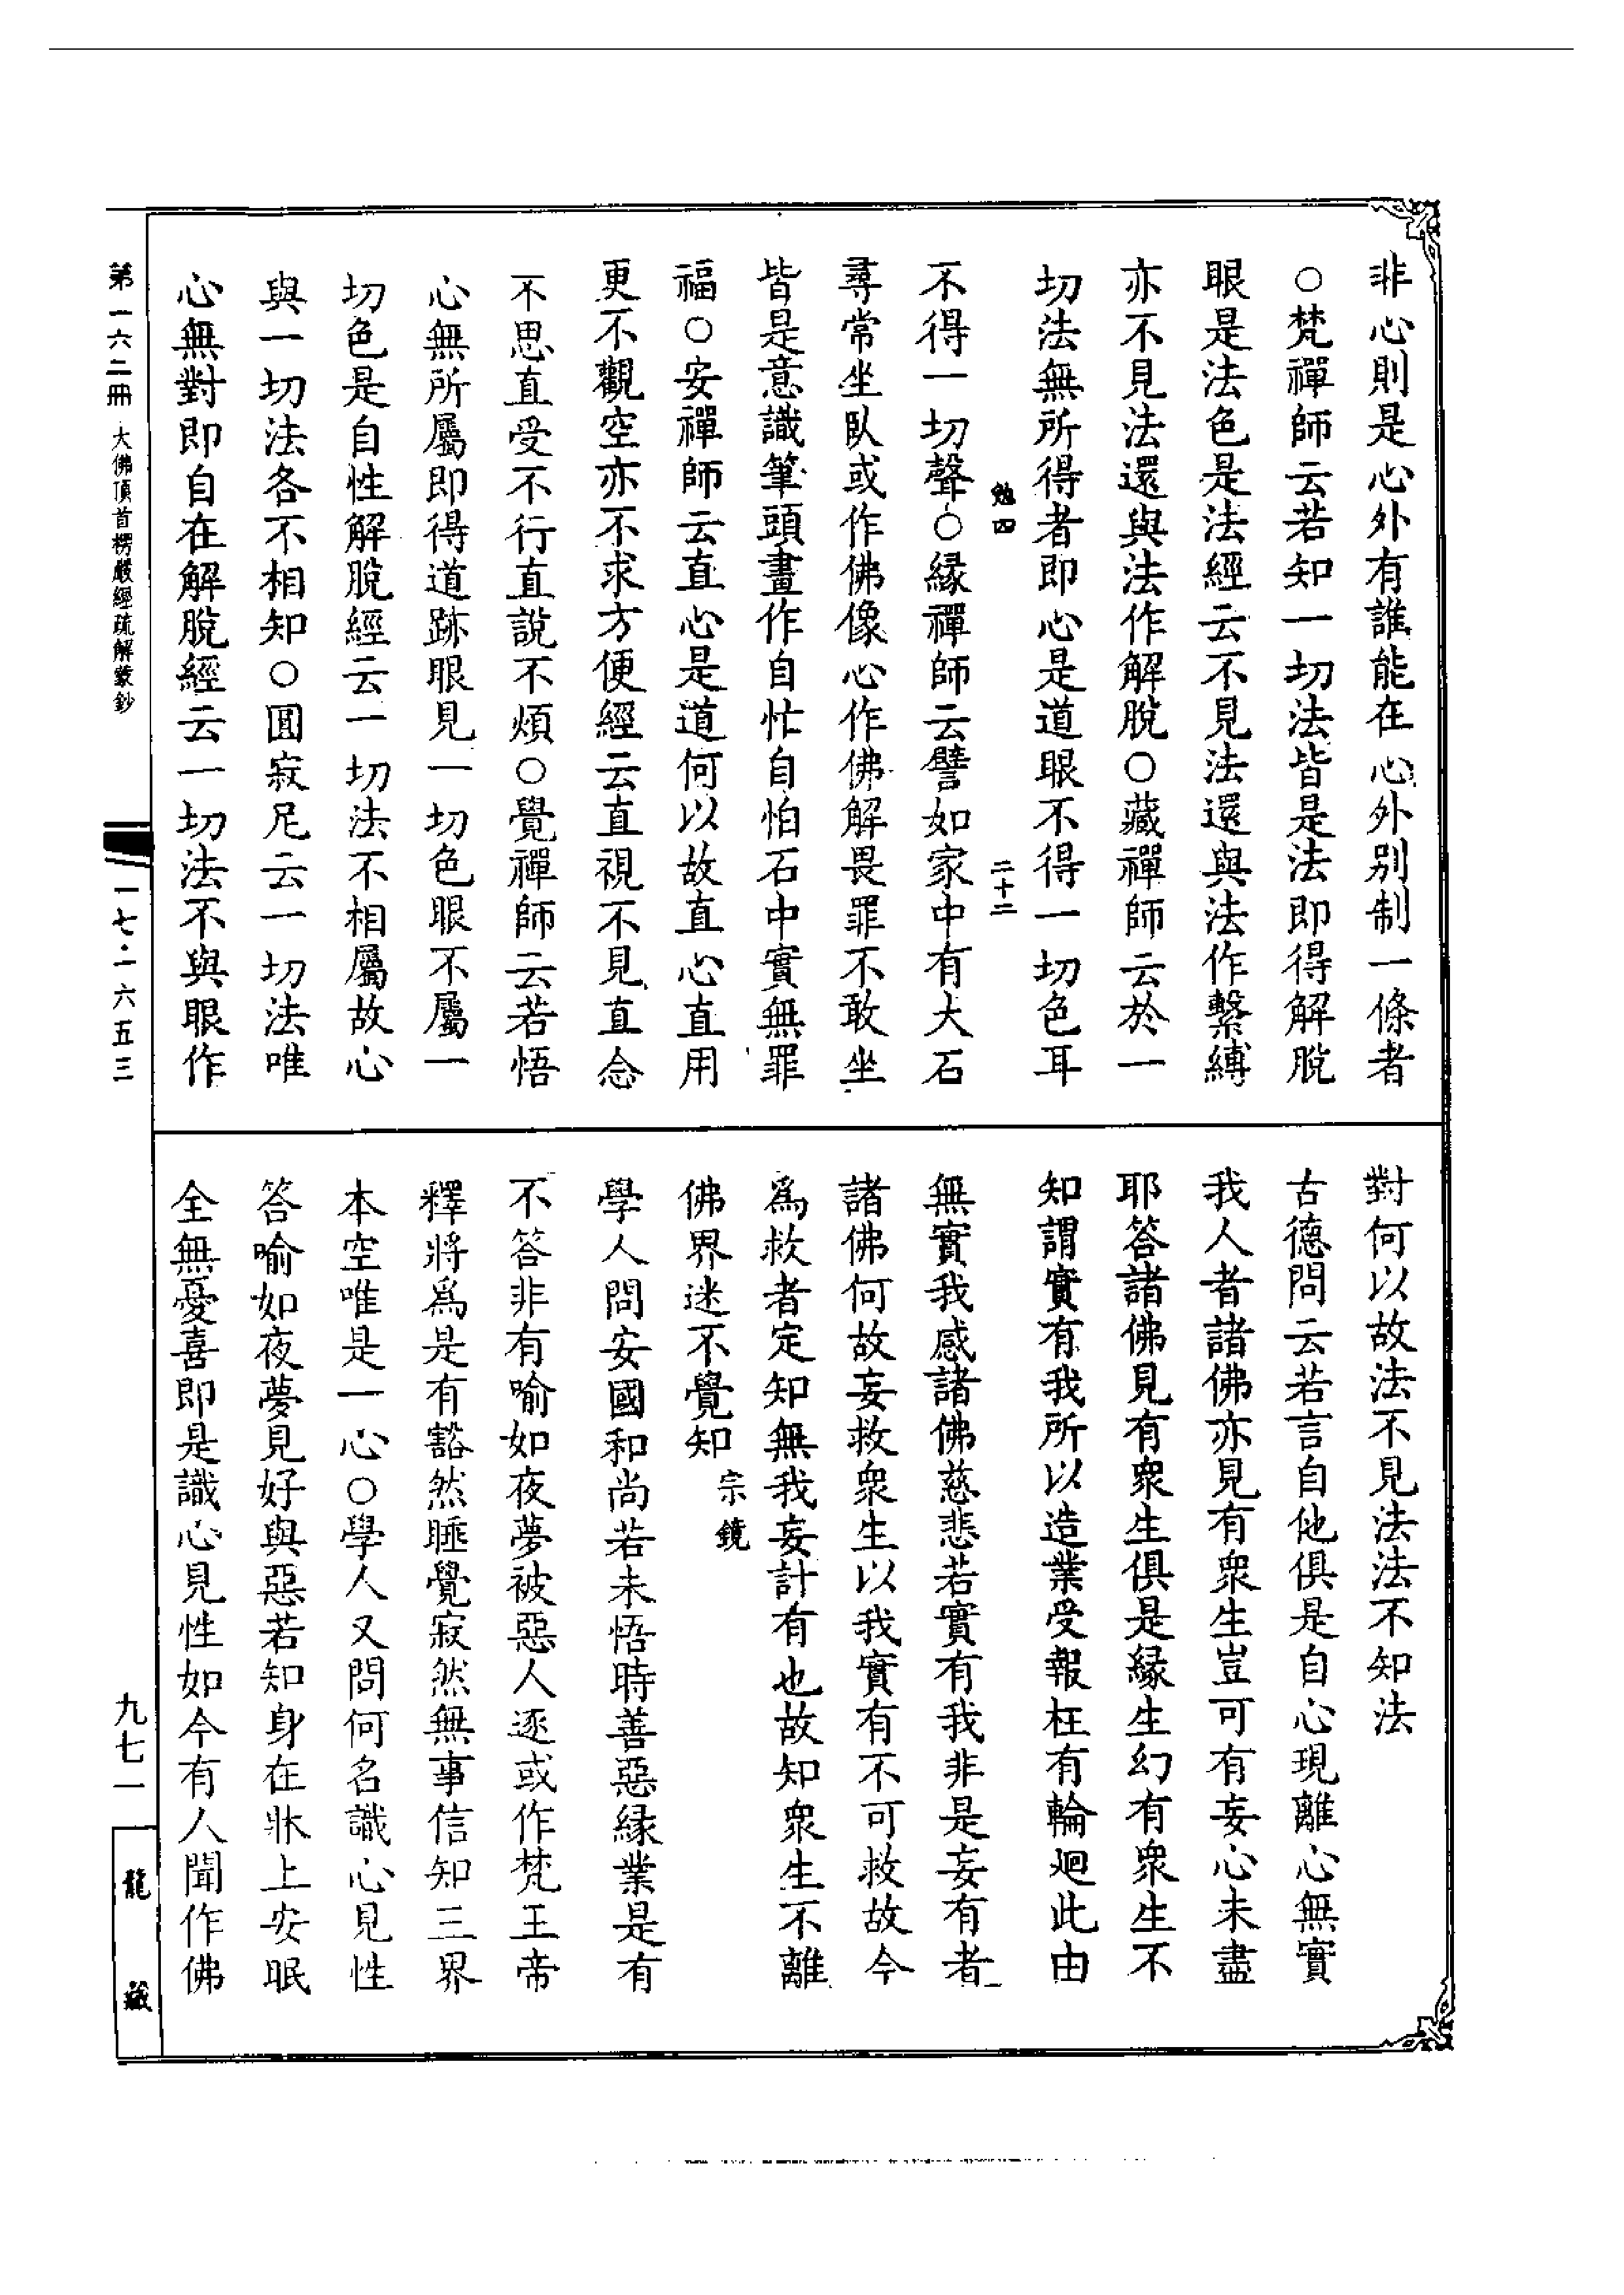 非心則是心外有誰能在心外別制一條者
○梵禪師云若知一切法皆是法即得解脫
眼是法色是法經云不見法還與法作繫縛
亦不見法還與法作解脫○藏禪師云於一
切法無所得者即心是道眼不得一切色耳
勉四 二十二
不得一切聲○緣禪師云譬如家中有大石
尋常坐臥或作佛像心作佛解畏罪不敢坐
皆是意識筆頭畫作自忙自怕石中實無罪
福○安禪師云直心是道何以故直心直用
更不觀空亦不求方便經云直視不見直念
不思直受不行直說不煩○覺禪師云若悟
心無所屬即得道跡眼見一切色眼不屬一
切色是自性解脫經云一切法不相屬故心
與一切法各不相知○圓寂尼云一切法唯
心無對即自在解脫經云一切法不與眼作
對何以故法不見法法不知法
古德問云若言自他俱是自心現離心無實
我人者諸佛亦見有衆生豈可有妄心未盡
耶答諸佛見有衆生俱是緣生幻有衆生不
知謂實有我所以造業受報枉有輪廻此由
無實我感諸佛慈悲若實有我非是妄有者
諸佛何故妄救衆生以我實有不可救故今
爲救者定知無我妄計有也故知衆生不離
佛界迷不覺知 宗鏡
學人問安國和尚若未悟時善惡緣業是有
不答非有喻如夜夢被惡人逐或作梵王帝
釋將爲是有豁然睡覺寂然無事信知三界
本空唯是一心○學人又問何名識心見性
答喻如夜夢見好與惡若知身在牀上安眠
全無憂喜即是識心見性如今有人聞作佛
第一六二冊 大佛頂首楞嚴經疏解蒙鈔
一七·一六五三
九七一
龍藏